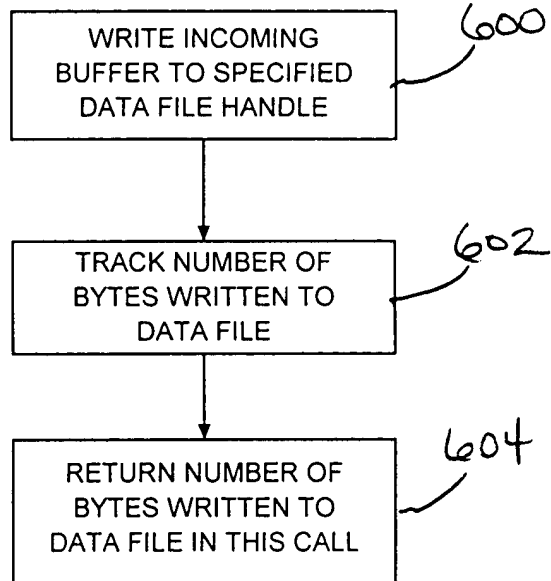 WRITE INCOMING
BUFFER TO SPECIFIED
DATA FILE HANDLE
600
TRACK NUMBER OF
BYTES WRITTEN TO
DATA FILE
602
RETURN NUMBER OF
BYTES WRITTEN TO
DATA FILE IN THIS CALL
604